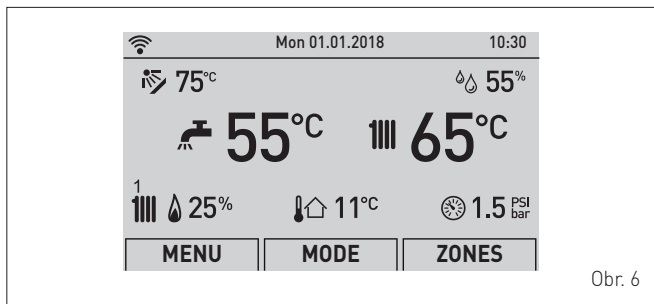 Mon 01.01.2018 10:30
75°C 55%
55°C 65°C
1
25% 11°C 1.5 PSI bar
MENU MODE ZONES
Obr. 6